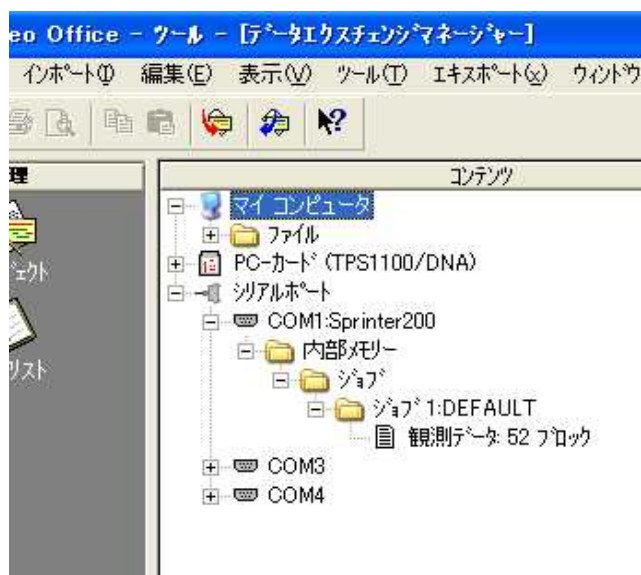 eo Office - ツール - [データエクスチェンジマネージャー]
インポート(I) 編集(E) 表示(V) ツール(T) エキスポート(x) ウィンドウ
理
コンテンツ
マイ コンピュータ
ファイル
PC-カード (TPS1100/DNA)
シリアルポート
COM1:Sprinter200
内部メモリー
ジョブ
ジョブ 1:DEFAULT
観測データ: 52 ブロック
COM3
COM4
ェクト
リスト